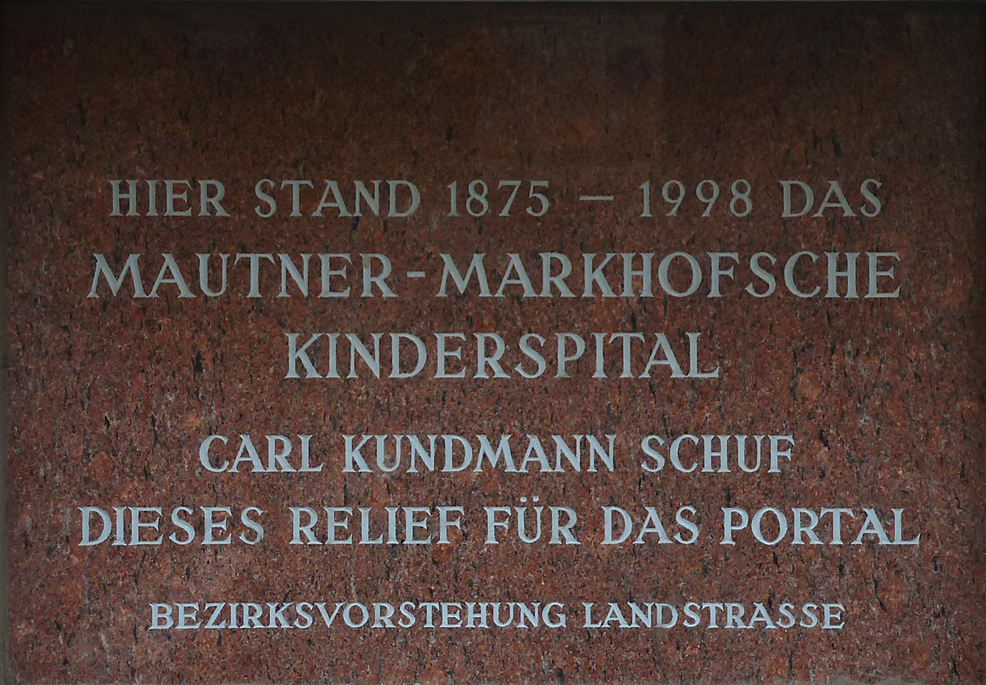 HIER STAND 1875 – 1998 DAS
MAUTNER-MARKHOFSCHE
KINDERSPITAL
CARL KUNDMANN SCHUF
DIESES RELIEF FÜR DAS PORTAL
BEZIRKSVORSTEHUNG LANDSTRASSE